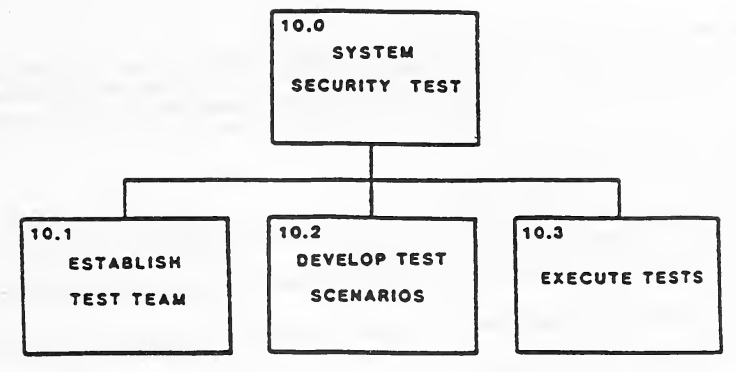 10.0
SYSTEM
SECURITY TEST
10.1
ESTABLISH
TEST TEAM
10.2
DEVELOP TEST
SCENARIOS
10.3
EXECUTE TESTS